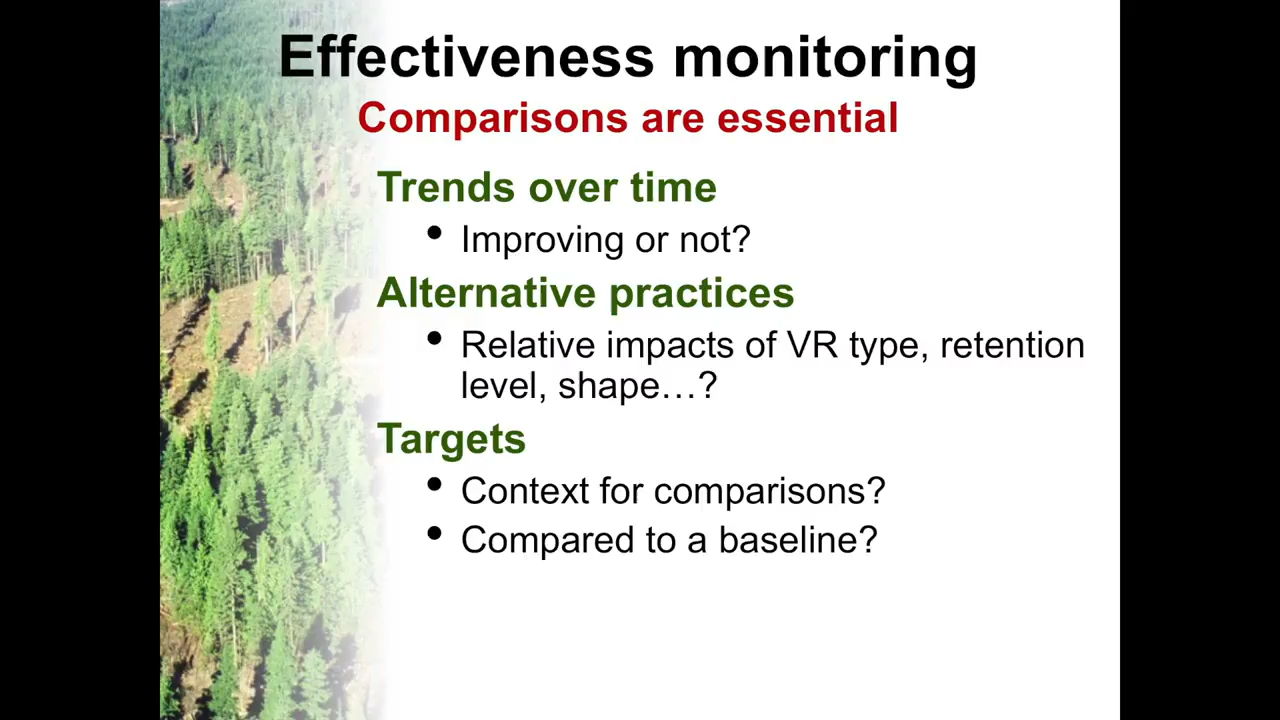 Effectiveness monitoring
Comparisons are essential
Trends over time
• Improving or not?
Alternative practices
• Relative impacts of VR type, retention
level, shape…?
Targets
• Context for comparisons?
• Compared to a baseline?